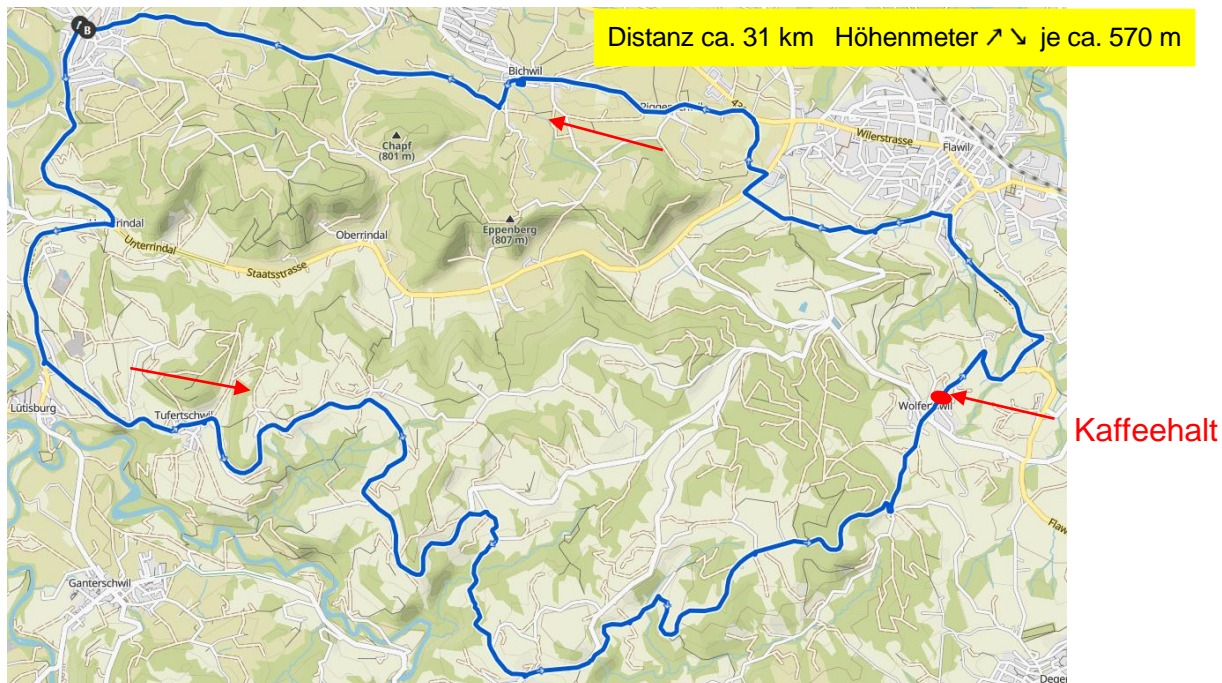 Distanz ca. 31 km Höhenmeter ↗ ↘ je ca. 570 m
B
Bichwil
Chapf
(801 m)
Wilerstrasse
Flawil
Eppenberg
(807 m)
Oberrindal
Unterrindal
Staatsstrasse
Lütisburg
Tufertschwil
Kaffeehalt
Ganterschwil